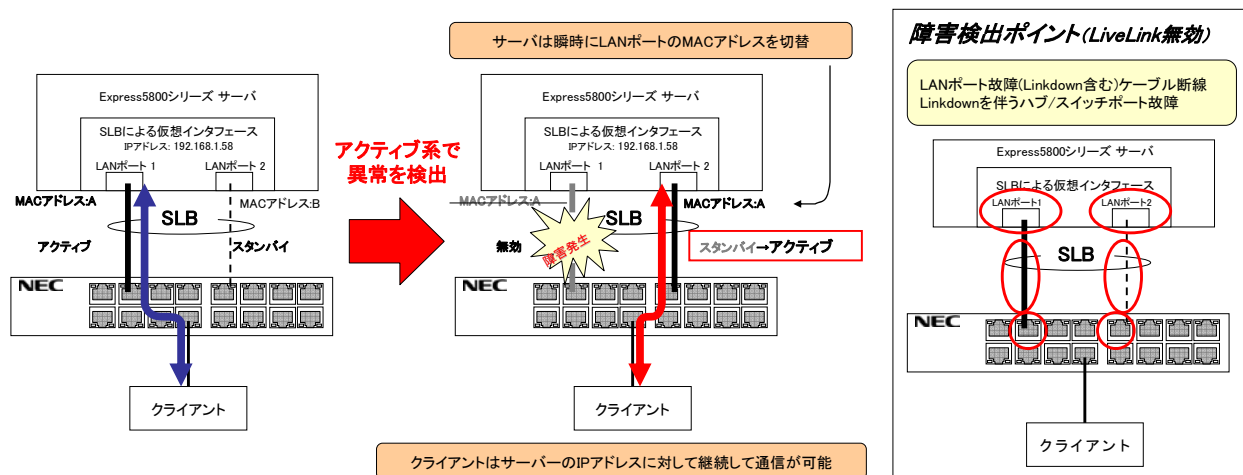 サーバは瞬時にLANポートのMACアドレスを切替
Express5800シリーズ サーバ
SLBによる仮想インタフェース
IPアドレス: 192.168.1.58
LANポート 1
LANポート 2
MACアドレス:A
MACアドレス:B
SLB
アクティブ
スタンバイ
NEC
クライアント
アクティブ系で
異常を検出
Express5800シリーズ サーバ
SLBによる仮想インタフェース
IPアドレス: 192.168.1.58
LANポート 1
LANポート 2
MACアドレス:A
MACアドレス:A
SLB
無効
障害発生
スタンバイ→アクティブ
NEC
クライアント
クライアントはサーバーのIPアドレスに対して継続して通信が可能
障害検出ポイント(LiveLink無効)
LANポート故障(Linkdown含む)ケーブル断線
Linkdownを伴うハブ/スイッチポート故障
Express5800シリーズ サーバ
SLBによる仮想インタフェース
LANポート1
LANポート2
SLB
NEC
クライアント